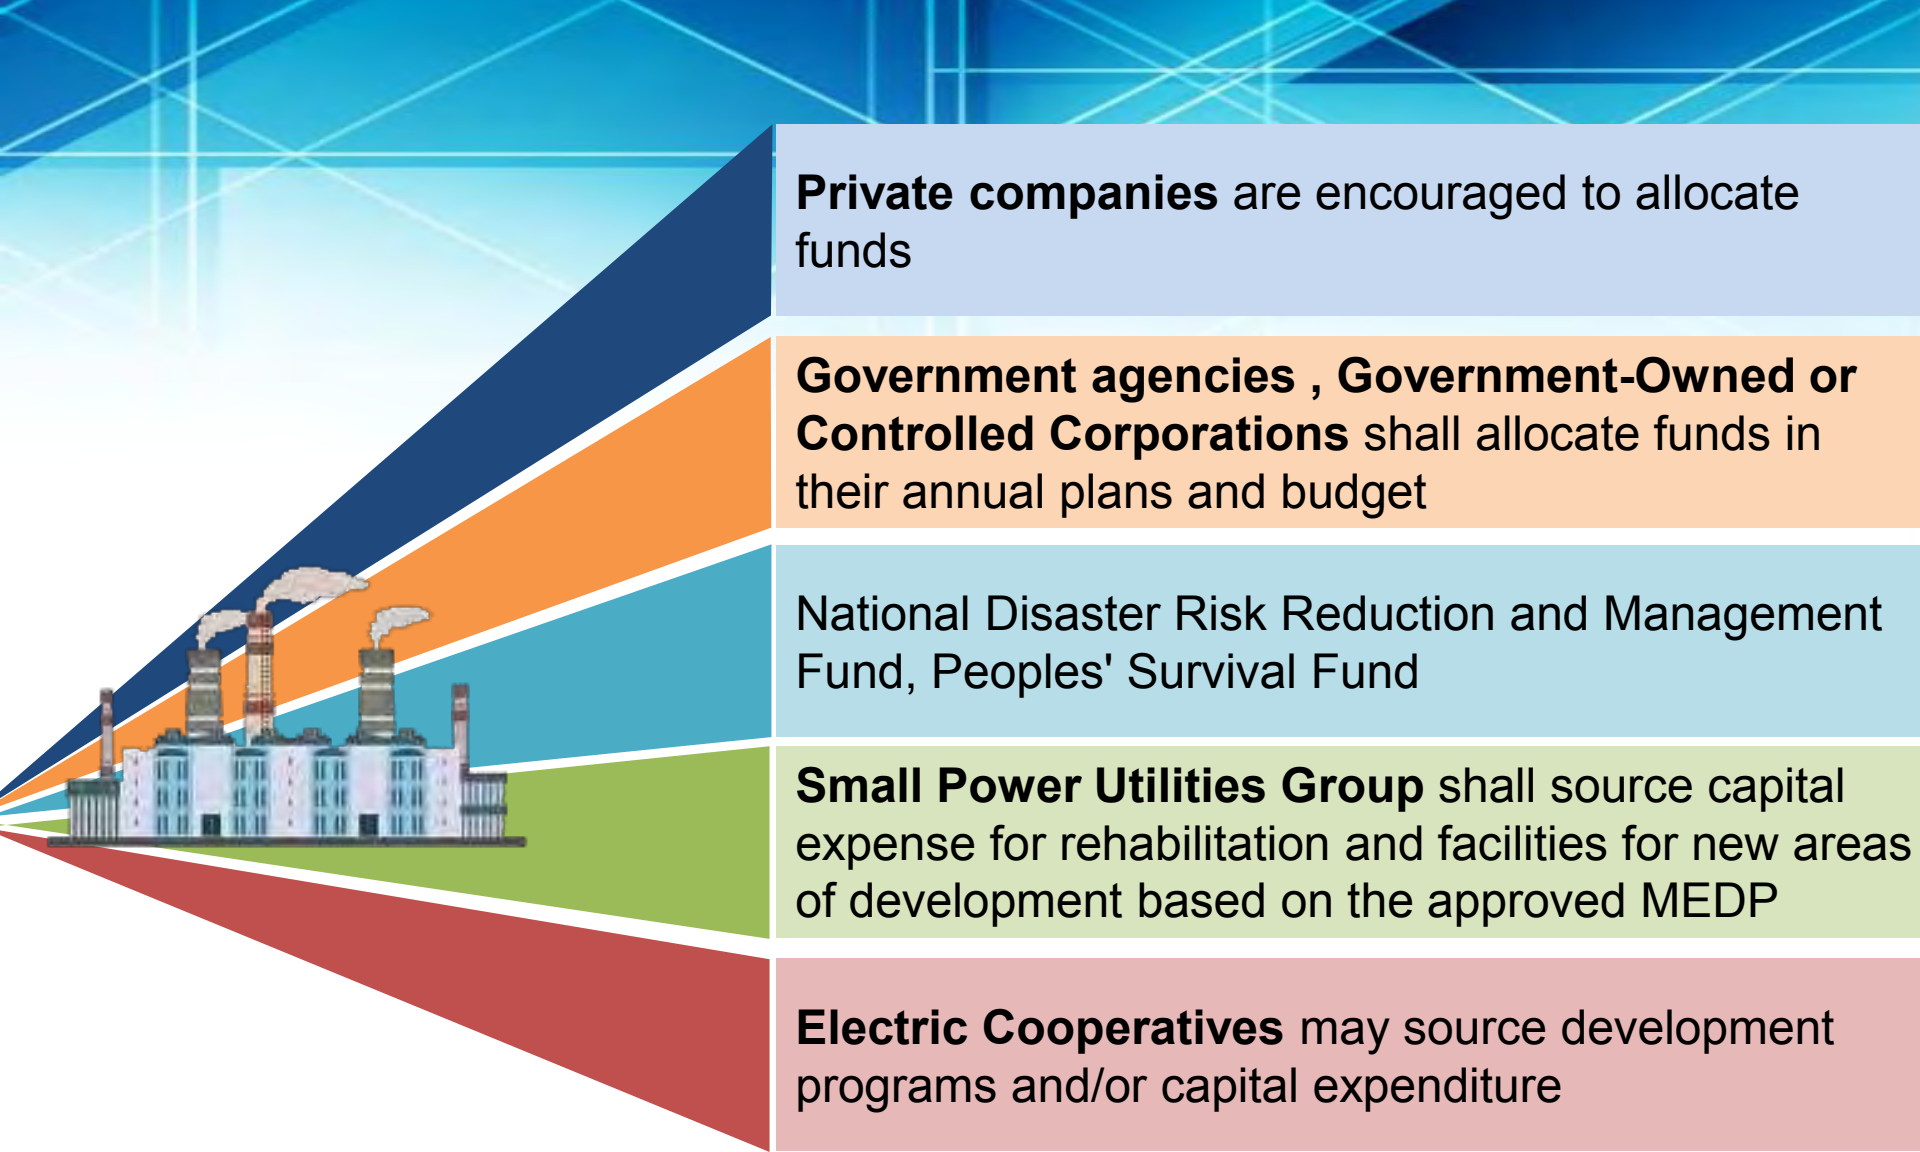 Private companies are encouraged to allocate
funds
Government agencies , Government-Owned or
Controlled Corporations shall allocate funds in
their annual plans and budget
National Disaster Risk Reduction and Management
Fund, Peoples' Survival Fund
Small Power Utilities Group shall source capital
expense for rehabilitation and facilities for new areas
of development based on the approved MEDP
Electric Cooperatives may source development
programs and/or capital expenditure